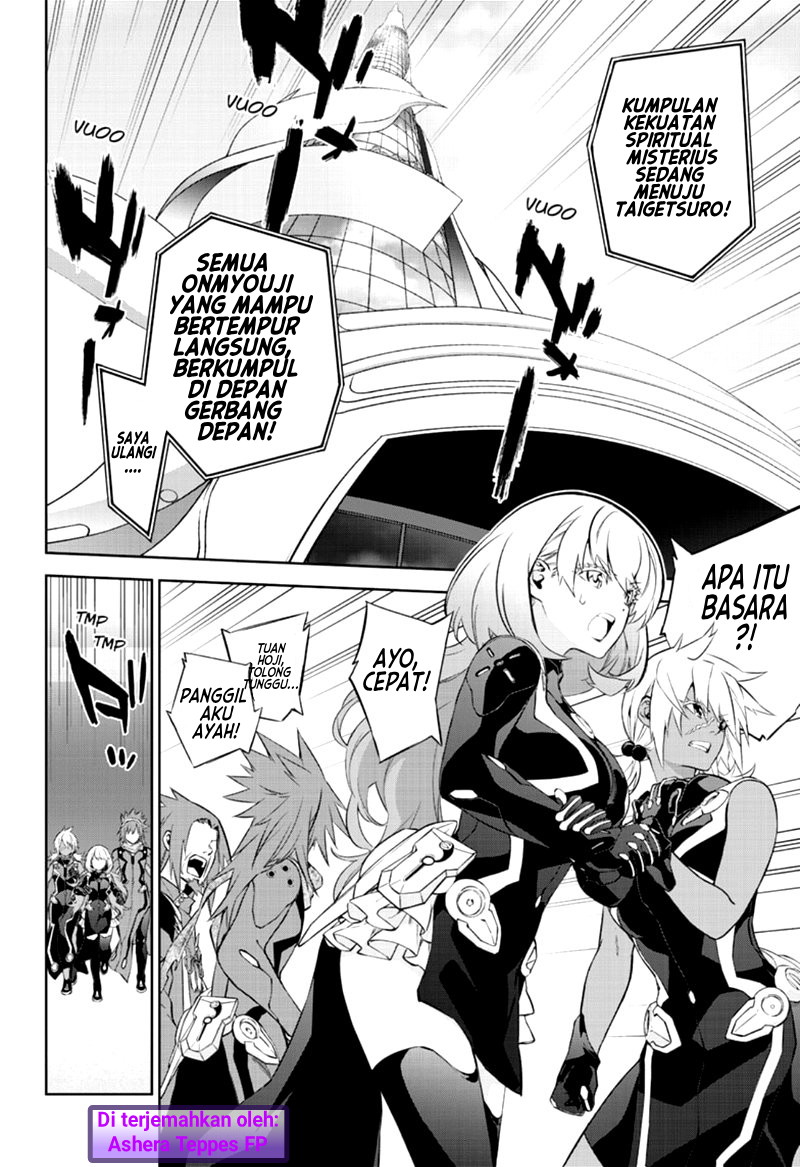 KUMPULAN
KEKUATAN
SPIRITUAL
MISTERIUS
SEDANG
MENUJU
TAIGETSURO!
VUOO
VUOO
VUOO
SEMUA
ONMYOUJI
YANG MAMPU
BERTEMPUR
LANGSUNG,
BERKUMPUL
DI DEPAN
GERBANG
DEPAN!
SAYA
ULANGI
....
APA ITU
BASARA
?!
AYO,
CEPAT!
TUAN
HOJI,
TOLONG
TUNGGU...
PANGGIL
AKU
AYAH!
TMP
TMP
Di terjemahkan oleh:
Ashera Teppes FP